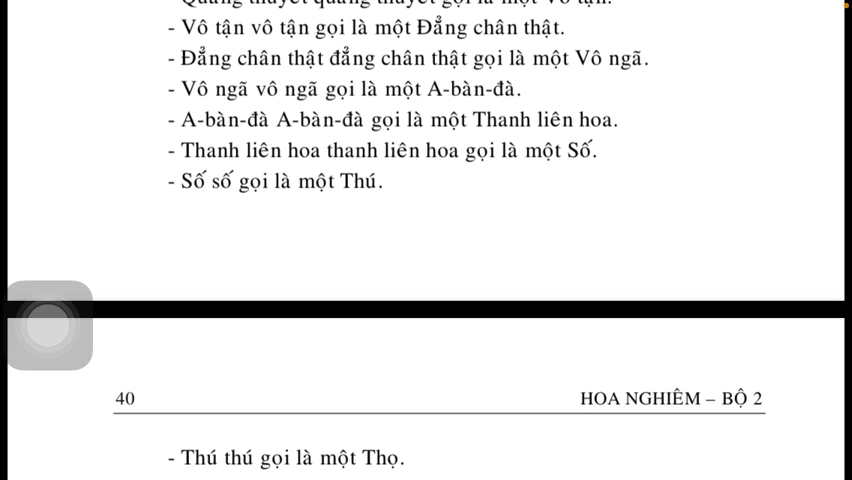 - Vô tận vô tận gọi là một Đẳng chân thật.
- Đẳng chân thật đẳng chân thật gọi là một Vô ngã.
- Vô ngã vô ngã gọi là một A-bàn-đà.
- A-bàn-đà A-bàn-đà gọi là một Thanh liên hoa.
- Thanh liên hoa thanh liên hoa gọi là một Số.
- Số số gọi là một Thú.
40 HOA NGHIÊM – BỘ 2
- Thú thú gọi là một Thọ.